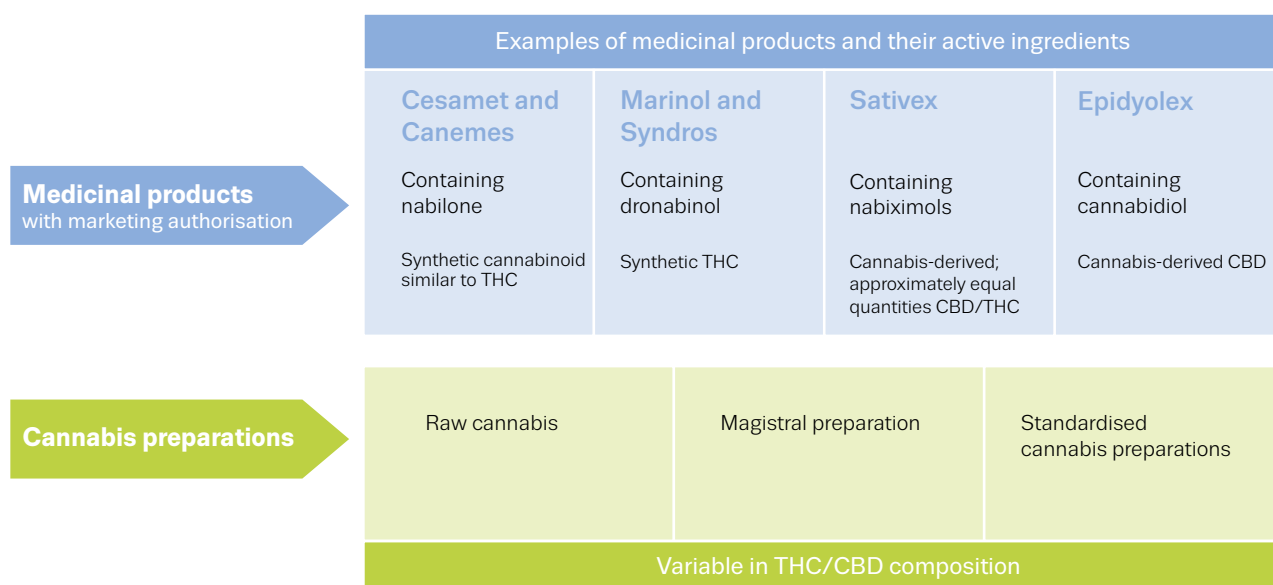 Examples of medicinal products and their active ingredients
Medicinal products
with marketing authorisation
Cesamet and
Canemes
Containing
nabilone
Synthetic cannabinoid
similar to THC
Marinol and
Syndros
Containing
dronabinol
Synthetic THC
Sativex
Containing
nabiximols
Cannabis-derived;
approximately equal
quantities CBD/THC
Epidyolex
Containing
cannabidiol
Cannabis-derived CBD
Cannabis preparations
Raw cannabis
Magistral preparation
Standardised
cannabis preparations
Variable in THC/CBD composition